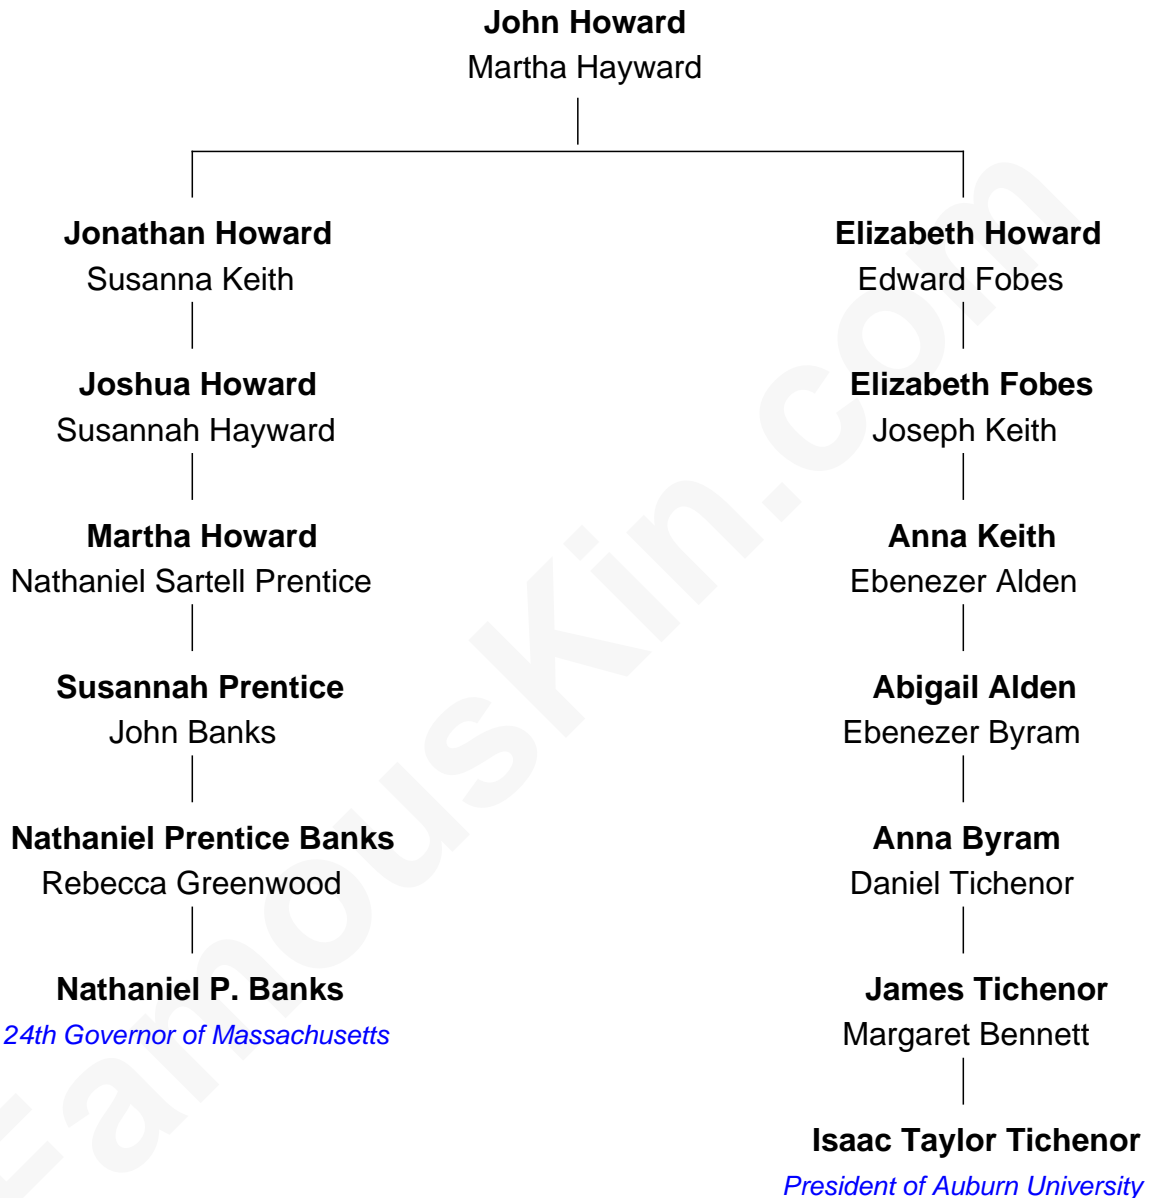 John Howard
Martha Hayward
Jonathan Howard
Susanna Keith
Elizabeth Howard
Edward Fobes
Joshua Howard
Susannah Hayward
Elizabeth Fobes
Joseph Keith
Martha Howard
Nathaniel Sartell Prentice
Anna Keith
Ebenezer Alden
Susannah Prentice
John Banks
Abigail Alden
Ebenezer Byram
Nathaniel Prentice Banks
Rebecca Greenwood
Anna Byram
Daniel Tichenor
Nathaniel P. Banks
24th Governor of Massachusetts
James Tichenor
Margaret Bennett
Isaac Taylor Tichenor
President of Auburn University
FamousKin.com